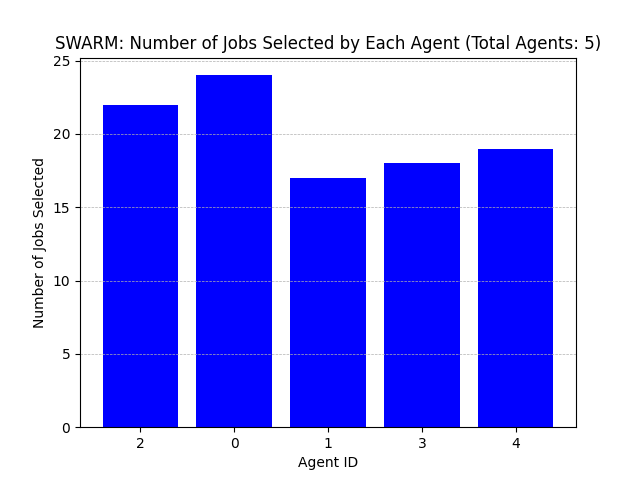 SWARM: Number of Jobs Selected by Each Agent (Total Agents: 5)
25
20
15
10
5
0
Number of Jobs Selected
2 0 1 3 4
Agent ID